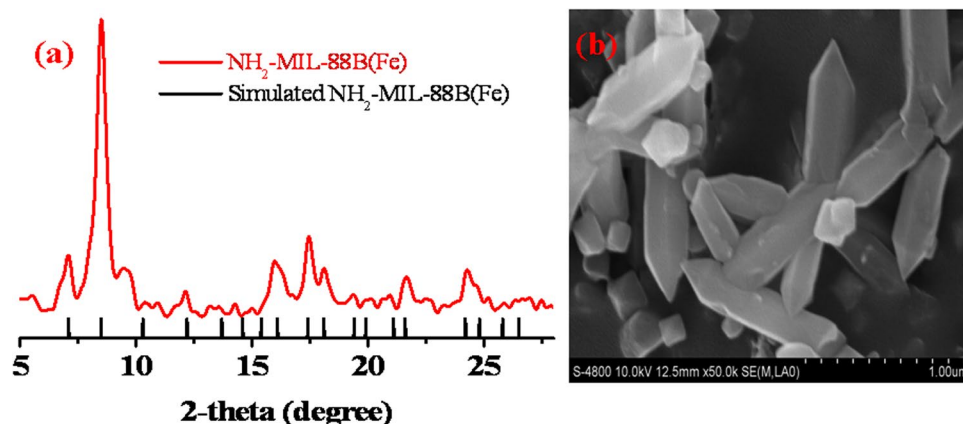 (a)
NH₂-MIL-88B(Fe)
Simulated NH₂-MIL-88B(Fe)
5 10 15 20 25
2-theta (degree)
(b)
S-4800 10.0kV 12.5mm x50.0k SE(M,LA0) 1.00um